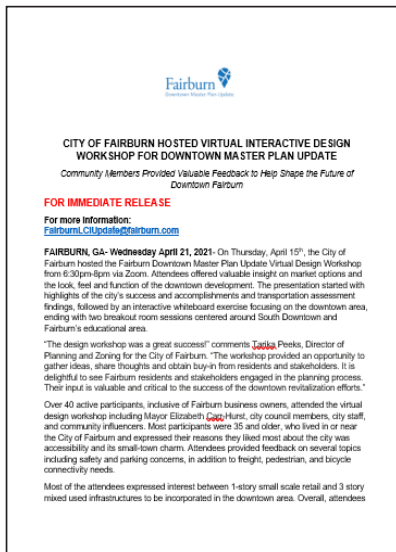 Fairburn
Downtown Master Plan Update
CITY OF FAIRBURN HOSTED VIRTUAL INTERACTIVE DESIGN
WORKSHOP FOR DOWNTOWN MASTER PLAN UPDATE
Community Members Provided Valuable Feedback to Help Shape the Future of
Downtown Fairburn
FOR IMMEDIATE RELEASE
For more Information:
FairburnLCIUpdate@fairburn.com
FAIRBURN, GA- Wednesday April 21, 2021- On Thursday, April 15th, the City of
Fairburn hosted the Fairburn Downtown Master Plan Update Virtual Design Workshop
from 6:30pm-8pm via Zoom. Attendees offered valuable insight on market options and
the look, feel and function of the downtown development. The presentation started with
highlights of the city's success and accomplishments and transportation assessment
findings, followed by an interactive whiteboard exercise focusing on the downtown area,
ending with two breakout room sessions centered around South Downtown and
Fairburn's educational area.
"The design workshop was a great success!" comments Tarika Peeks, Director of
Planning and Zoning for the City of Fairburn. "The workshop provided an opportunity to
gather ideas, share thoughts and obtain buy-in from residents and stakeholders. It is
delightful to see Fairburn residents and stakeholders engaged in the planning process.
Their input is valuable and critical to the success of the downtown revitalization efforts."
Over 40 active participants, inclusive of Fairburn business owners, attended the virtual
design workshop including Mayor Elizabeth Carr-Hurst, city council members, city staff,
and community influencers. Most participants were 35 and older, who lived in or near
the City of Fairburn and expressed their reasons they liked most about the city was
accessibility and its small-town charm. Attendees provided feedback on several topics
including safety and parking concerns, in addition to freight, pedestrian, and bicycle
connectivity needs.
Most of the attendees expressed interest between 1-story small scale retail and 3 story
mixed used infrastructures to be incorporated in the downtown area. Overall, attendees